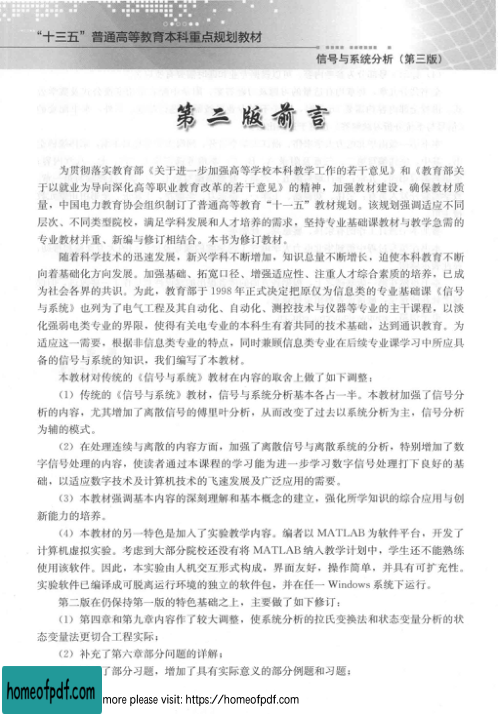 “十三五”普通高等教育本科重点规划教材
信号与系统分析（第三版）
第二版前言
为贯彻落实教育部《关于进一步加强高等学校本科教学工作的若干意见》和《教育部关
于以就业为导向深化高等职业教育改革的若干意见》的精神，加强教材建设，确保教材质
量，中国电力教育协会组织制订了普通高等教育“十一五”教材规划。该规划强调适应不同
层次、不同类型院校，满足学科发展和人才培养的需求，坚持专业基础课教材与教学急需的
专业教材并重、新编与修订相结合。本书为修订教材。
随着科学技术的迅速发展，新兴学科不断增加，知识总量不断增长，迫使本科教育不断
向着基础化方向发展。加强基础、拓宽口径、增强适应性、注重人才综合素质的培养，已成
为社会各界的共识。为此，教育部于 1998 年正式决定把原仅为信息类的专业基础课《信号
与系统》也列为了电气工程及其自动化、自动化、测控技术与仪器等专业的主干课程，以淡
化强弱电类专业的界限，使得有关电专业的本科生有着共同的技术基础，达到通识教育。为
适应这一需要，根据非信息类专业的特点，同时兼顾信息类专业在后续专业课学习中所应具
备的信号与系统的知识，我们编写了本教材。
本教材对传统的《信号与系统》教材在内容的取舍上做了如下调整：
（1）传统的《信号与系统》教材，信号与系统分析基本各占一半。本教材加强了信号分
析的内容，尤其增加了离散信号的傅里叶分析，从而改变了过去以系统分析为主，信号分析
为辅的模式。
（2）在处理连续与离散的内容方面，加强了离散信号与离散系统的分析，特别增加了数
字信号处理的内容，使读者通过本课程的学习能为进一步学习数字信号处理打下良好的基
础，以适应数字技术及计算机技术的飞速发展及广泛应用的需要。
（3）本教材强调基本内容的深刻理解和基本概念的建立，强化所学知识的综合应用与创
新能力的培养。
（4）本教材的另一特色是加入了实验教学内容。编者以 MATLAB 为软件平台，开发了
计算机虚拟实验。考虑到大部分院校还没有将 MATLAB 纳入教学计划中，学生还不能熟练
使用该软件。因此，本实验由人机交互形式构成，界面友好，操作简单，并具有可扩充性。
实验软件已编译成可脱离运行环境的独立的软件包，并在任一 Windows 系统下运行。
第二版在仍保持第一版的特色基础之上，主要做了如下修订：
（1）第四章和第九章内容作了较大调整，使系统分析的拉氏变换法和状态变量分析的状
态变量法更切合工程实际；
（2）补充了第六章部分问题的详解；
了部分习题，增加了具有实际意义的部分例题和习题；
homeofpdf.com
more please visit: https://homeofpdf.com